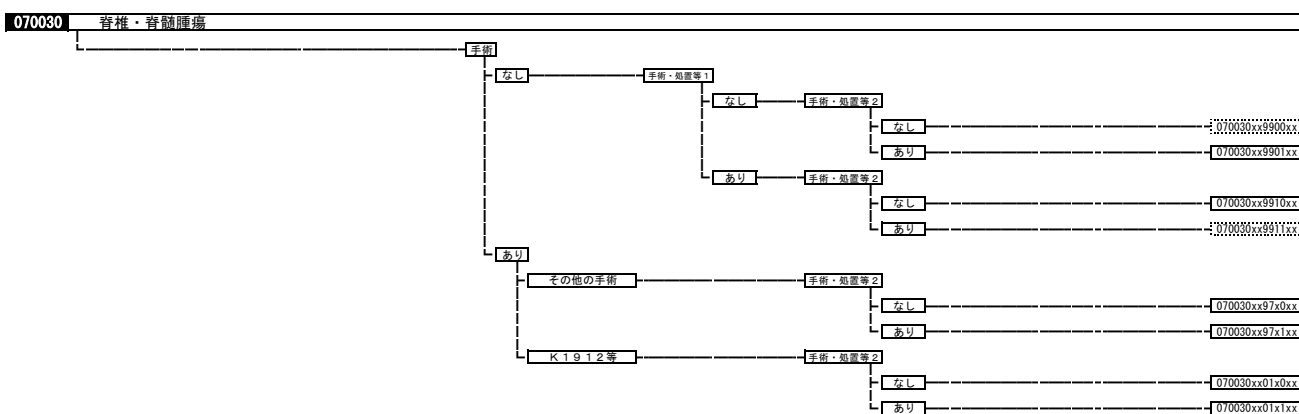 070030 脊椎・脊髄腫瘍
手術
なし 手術・処置等1
なし 手術・処置等2
なし 070030xx9900xx
あり 070030xx9901xx
あり 手術・処置等2
なし 070030xx9910xx
あり 070030xx9911xx
あり
その他の手術 手術・処置等2
なし 070030xx97x0xx
あり 070030xx97x1xx
K1912等 手術・処置等2
なし 070030xx01x0xx
あり 070030xx01x1xx